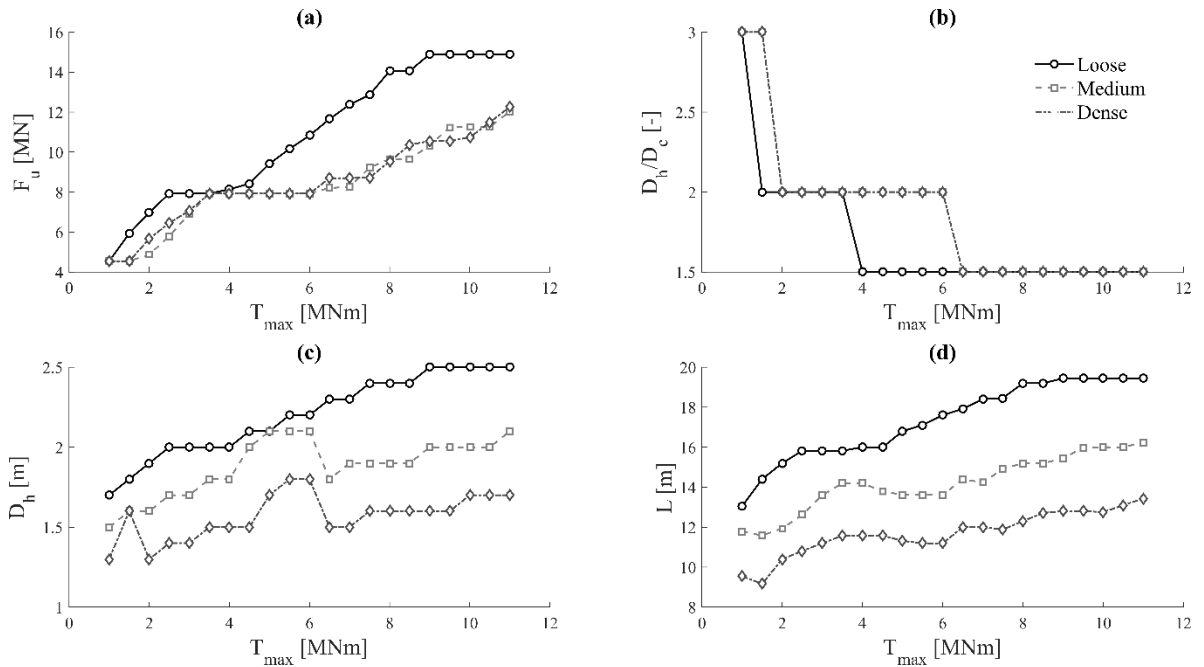 (a)
16
14
12
10
8
6
4
F_u [MN]
0 2 4 6 8 10 12
T_max [MNm]
(b)
3
2.5
2
1.5
D_h/D_c [-]
Loose
Medium
Dense
0 2 4 6 8 10 12
T_max [MNm]
(c)
2.5
2
1.5
1
D_h [m]
0 2 4 6 8 10 12
T_max [MNm]
(d)
20
18
16
14
12
10
8
L [m]
0 2 4 6 8 10 12
T_max [MNm]